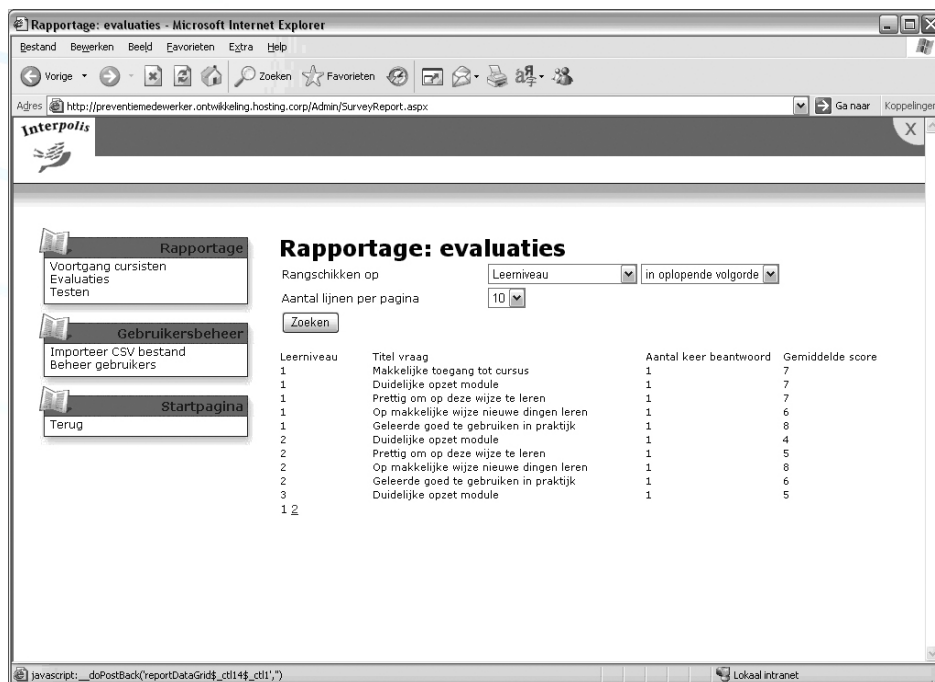 Rapportage: evaluaties - Microsoft Internet Explorer
Bestand Bewerken Beeld Favorieten Extra Help
Vorige Zoeken Favorieten
Adres http://preventiemedewerker.ontwikkeling.hosting.corp/Admin/SurveyReport.aspx Ga naar Koppelingen
Interpolis X
Rapportage
Voortgang cursisten
Evaluaties
Testen
Gebruikersbeheer
Importeer CSV bestand
Beheer gebruikers
Startpagina
Terug
Rapportage: evaluaties
Rangschikken op Leerniveau in oplopende volgorde
Aantal lijnen per pagina 10
Zoeken
Leerniveau Titel vraag Aantal keer beantwoord Gemiddelde score
1 Makkelijke toegang tot cursus 1 7
1 Duidelijke opzet module 1 7
1 Prettig om op deze wijze te leren 1 7
1 Op makkelijke wijze nieuwe dingen leren 1 6
1 Geleerde goed te gebruiken in praktijk 1 8
2 Duidelijke opzet module 1 4
2 Prettig om op deze wijze te leren 1 5
2 Op makkelijke wijze nieuwe dingen leren 1 8
2 Geleerde goed te gebruiken in praktijk 1 6
3 Duidelijke opzet module 1 5
1 2
javascript:__doPostBack('reportDataGrid$_ctl14$_ctl1','') Lokaal intranet